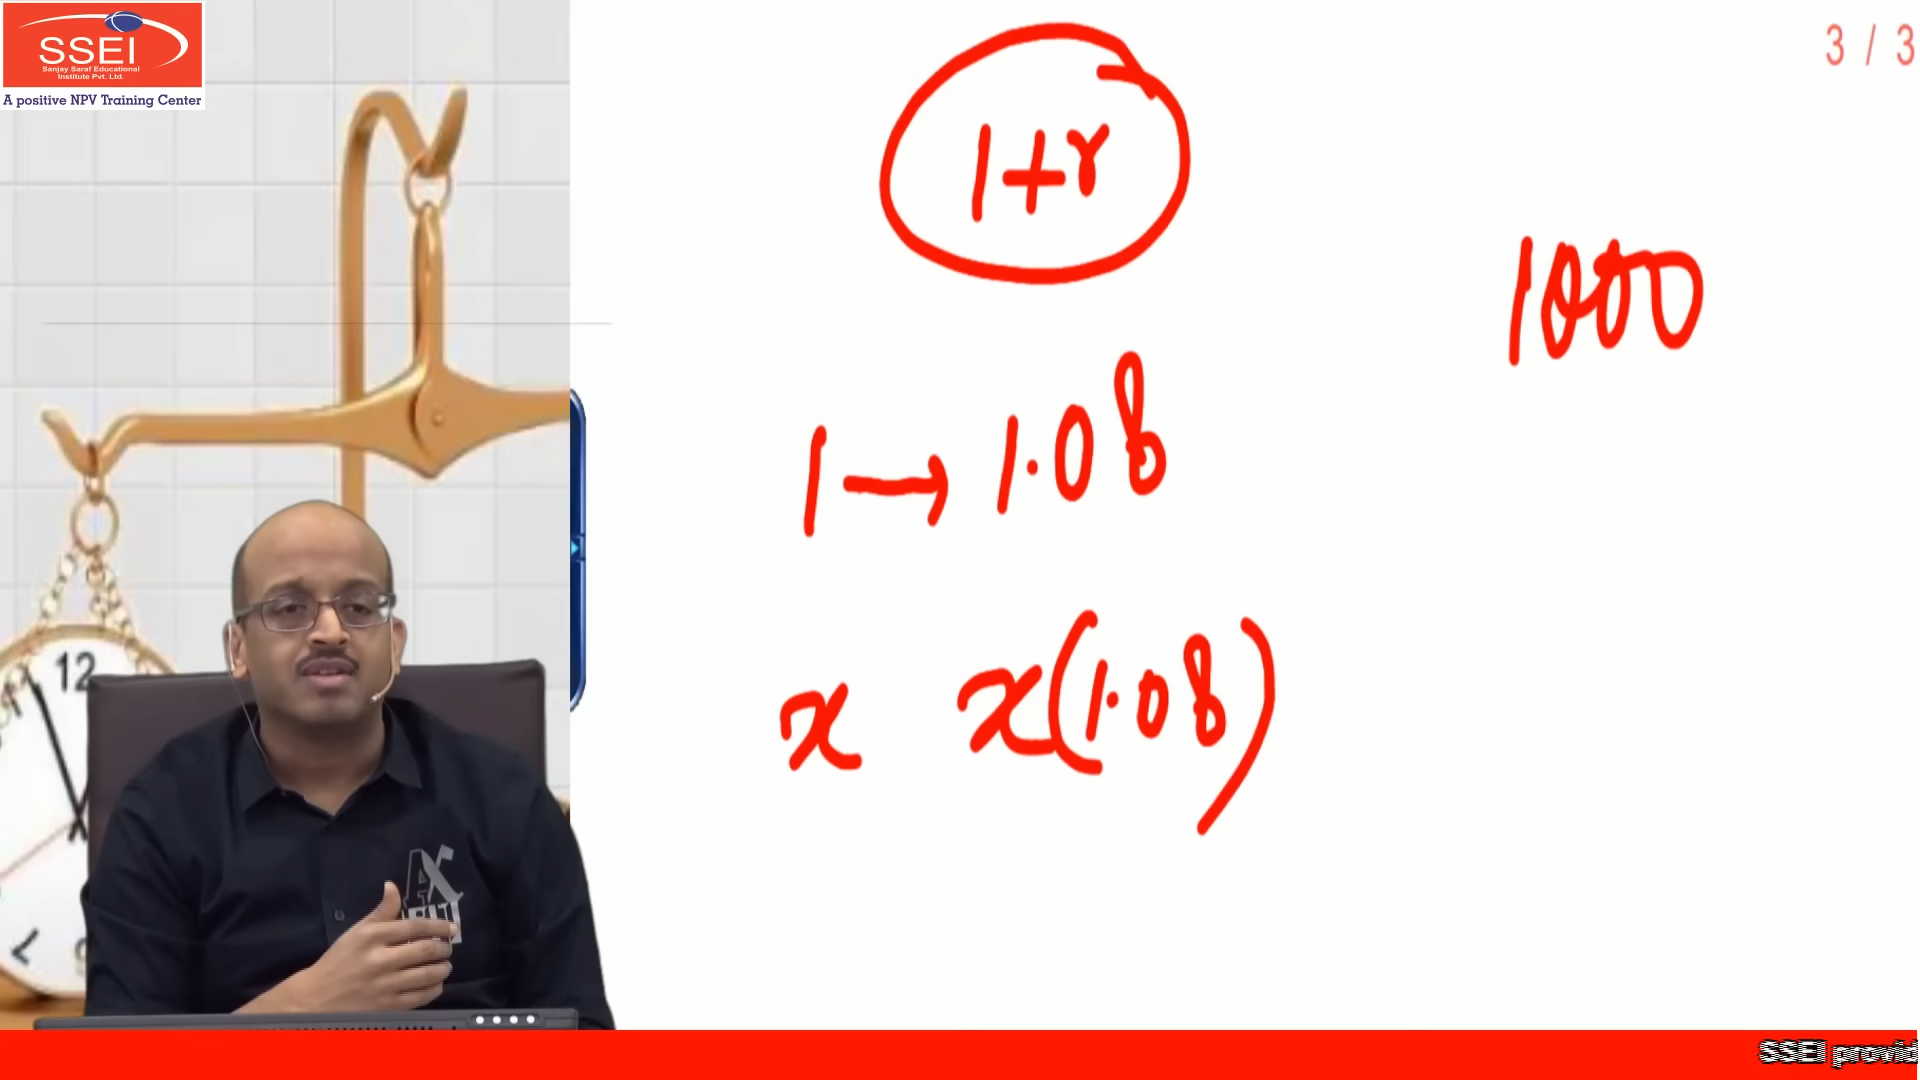 SSEI
Sanjay Saraf Educational
Institute Pvt. Ltd.
A positive NPV Training Center
3 / 3
1+r
1000
1 → 1.08
x x(1.08)
12
SSEI